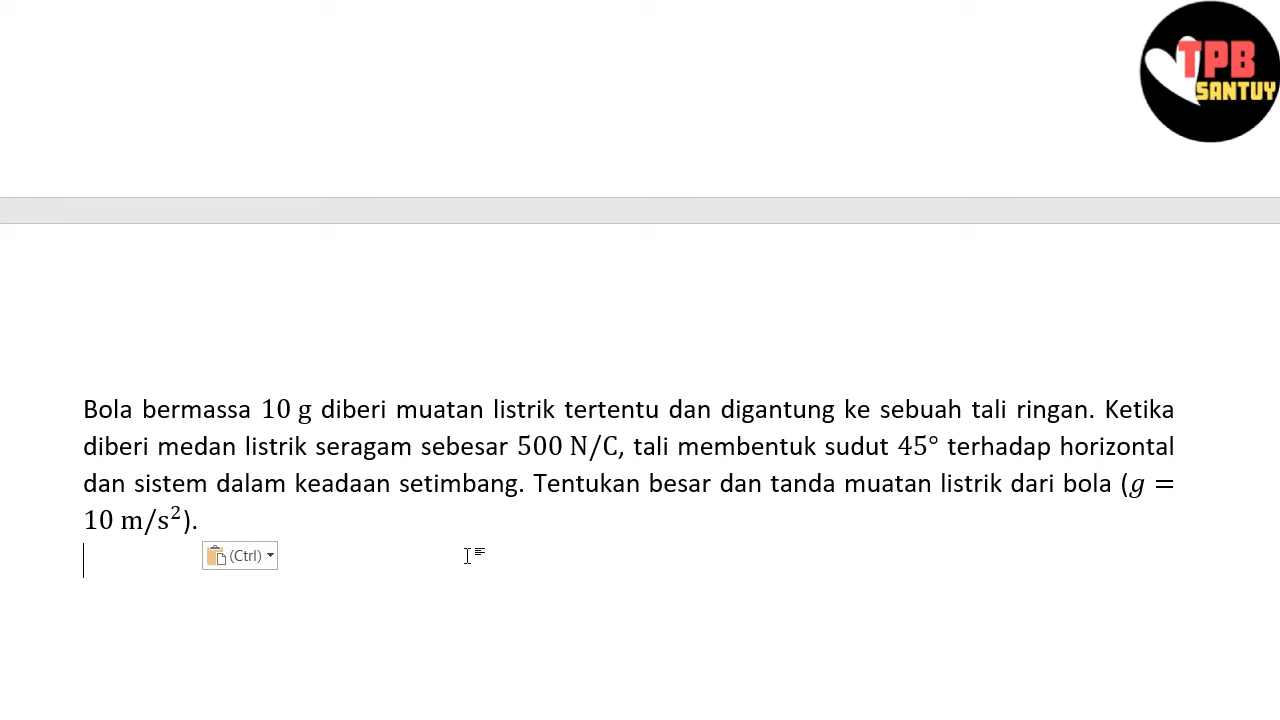 TPB
SANTUY
Bola bermassa 10 g diberi muatan listrik tertentu dan digantung ke sebuah tali ringan. Ketika
diberi medan listrik seragam sebesar 500 N/C, tali membentuk sudut 45° terhadap horizontal
dan sistem dalam keadaan setimbang. Tentukan besar dan tanda muatan listrik dari bola (g =
10 m/s²).
(Ctrl)